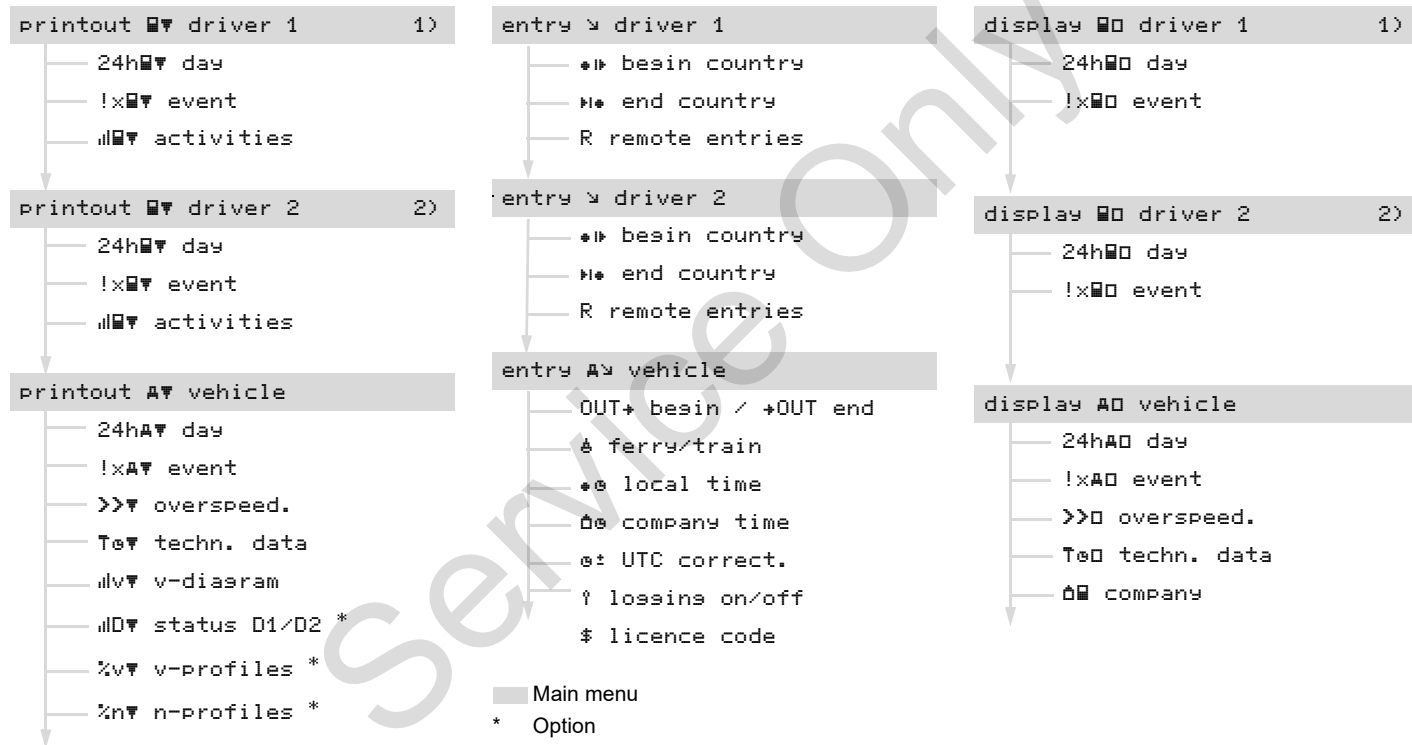 printout driver 1 1)
24h day
!x event
activities
printout driver 2 2)
24h day
!x event
activities
printout vehicle
24h day
!x event
>> overspeed.
T techn. data
v v-diagram
D status D1/D2 *
%v v-profiles *
%n n-profiles *
entry driver 1
begin country
end country
R remote entries
entry driver 2
begin country
end country
R remote entries
entry vehicle
OUT→ begin / →OUT end
ferry/train
local time
company time
UTC correct.
logging on/off
$ licence code
Main menu
* Option
display driver 1 1)
24h day
!x event
display driver 2 2)
24h day
!x event
display vehicle
24h day
!x event
>> overspeed.
T techn. data
company
Service Only